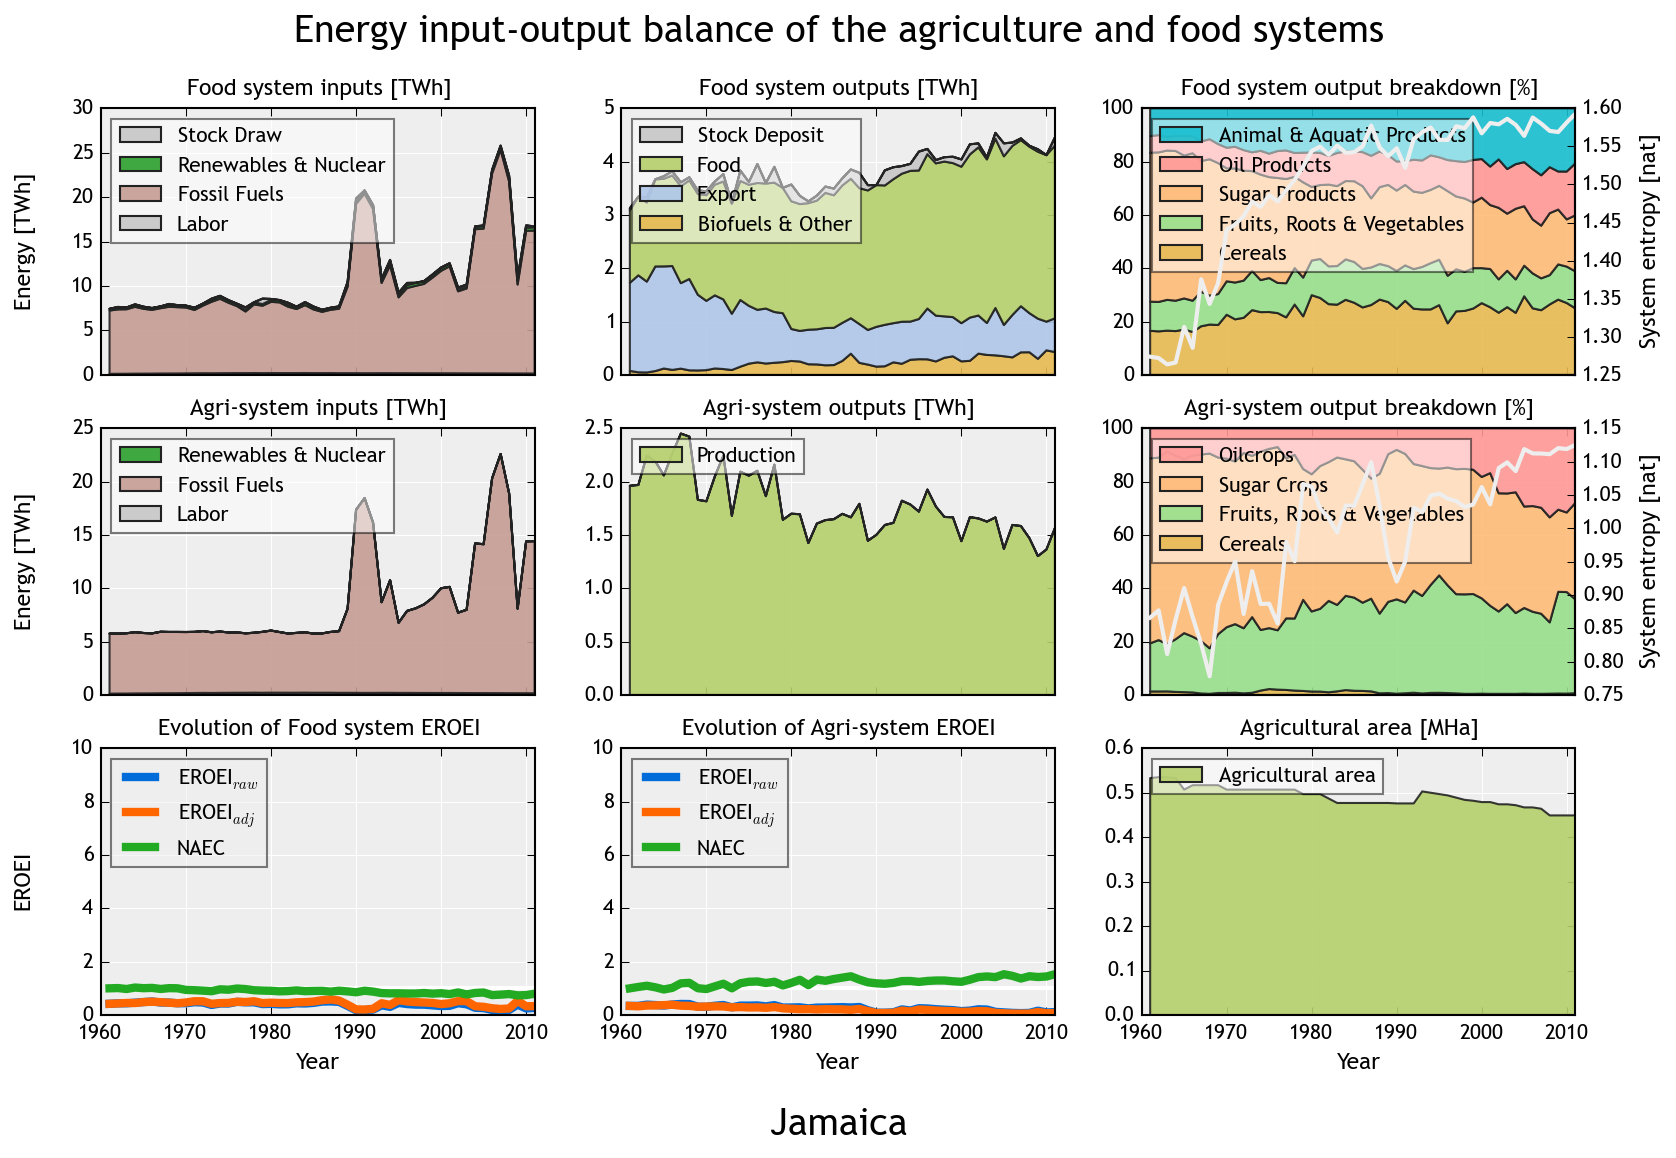 Energy input-output balance of the agriculture and food systems
Food system inputs [TWh]
Energy [TWh]
30
25
20
15
10
5
0
Stock Draw
Renewables & Nuclear
Fossil Fuels
Labor
Food system outputs [TWh]
5
4
3
2
1
0
Stock Deposit
Food
Export
Biofuels & Other
Food system output breakdown [%]
100
80
60
40
20
0
Animal & Aquatic Products
Oil Products
Sugar Products
Fruits, Roots & Vegetables
Cereals
1.60
1.55
1.50
1.45
1.40
1.35
1.30
1.25
System entropy [nat]
Agri-system inputs [TWh]
Energy [TWh]
25
20
15
10
5
0
Renewables & Nuclear
Fossil Fuels
Labor
Agri-system outputs [TWh]
2.5
2.0
1.5
1.0
0.5
0.0
Production
Agri-system output breakdown [%]
100
80
60
40
20
0
Oilcrops
Sugar Crops
Fruits, Roots & Vegetables
Cereals
1.15
1.10
1.05
1.00
0.95
0.90
0.85
0.80
0.75
System entropy [nat]
Evolution of Food system EROEI
EROEI
10
8
6
4
2
0
EROEI raw
EROEI adj
NAEC
1960 1970 1980 1990 2000 2010
Year
Evolution of Agri-system EROEI
10
8
6
4
2
0
EROEI raw
EROEI adj
NAEC
1960 1970 1980 1990 2000 2010
Year
Agricultural area [MHa]
0.6
0.5
0.4
0.3
0.2
0.1
0.0
Agricultural area
1960 1970 1980 1990 2000 2010
Year
Jamaica